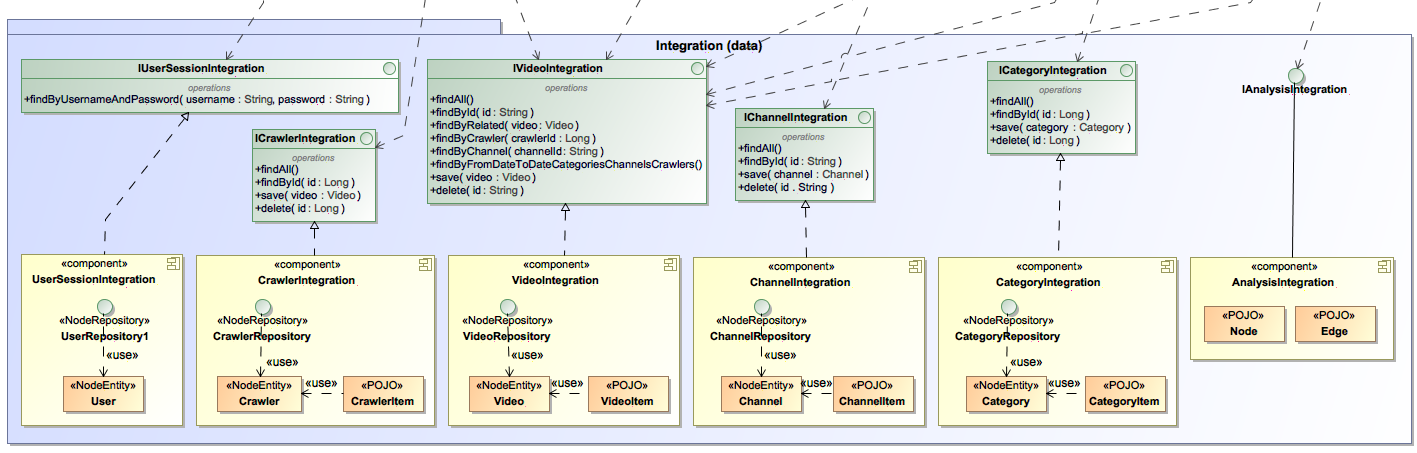 Integration (data)
IUserSessionIntegration
operations
+findByUsernameAndPassword( username : String, password : String )
ICrawlerIntegration
operations
+findAll()
+findById( id : Long )
+save( video : Video )
+delete( id : Long )
IVideoIntegration
operations
+findAll()
+findById( id : String )
+findByRelated( video : Video )
+findByCrawler( crawlerId : Long )
+findByChannel( channelId : String )
+findByFromDateToDateCategoriesChannelsCrawlers()
+save( video : Video )
+delete( id : String )
IChannelIntegration
operations
+findAll()
+findById( id : String )
+save( channel : Channel )
+delete( id : String )
ICategoryIntegration
operations
+findAll()
+findById( id : Long )
+save( category : Category )
+delete( id : Long )
IAnalysisIntegration
«component»
UserSessionIntegration
«NodeRepository»
UserRepository1
«use»
«NodeEntity»
User
«component»
CrawlerIntegration
«NodeRepository»
CrawlerRepository
«use»
«NodeEntity»
Crawler
«use»
«POJO»
CrawlerItem
«component»
VideoIntegration
«NodeRepository»
VideoRepository
«use»
«NodeEntity»
Video
«use»
«POJO»
VideoItem
«component»
ChannelIntegration
«NodeRepository»
ChannelRepository
«use»
«NodeEntity»
Channel
«use»
«POJO»
ChannelItem
«component»
CategoryIntegration
«NodeRepository»
CategoryRepository
«use»
«NodeEntity»
Category
«use»
«POJO»
CategoryItem
«component»
AnalysisIntegration
«POJO»
Node
«POJO»
Edge